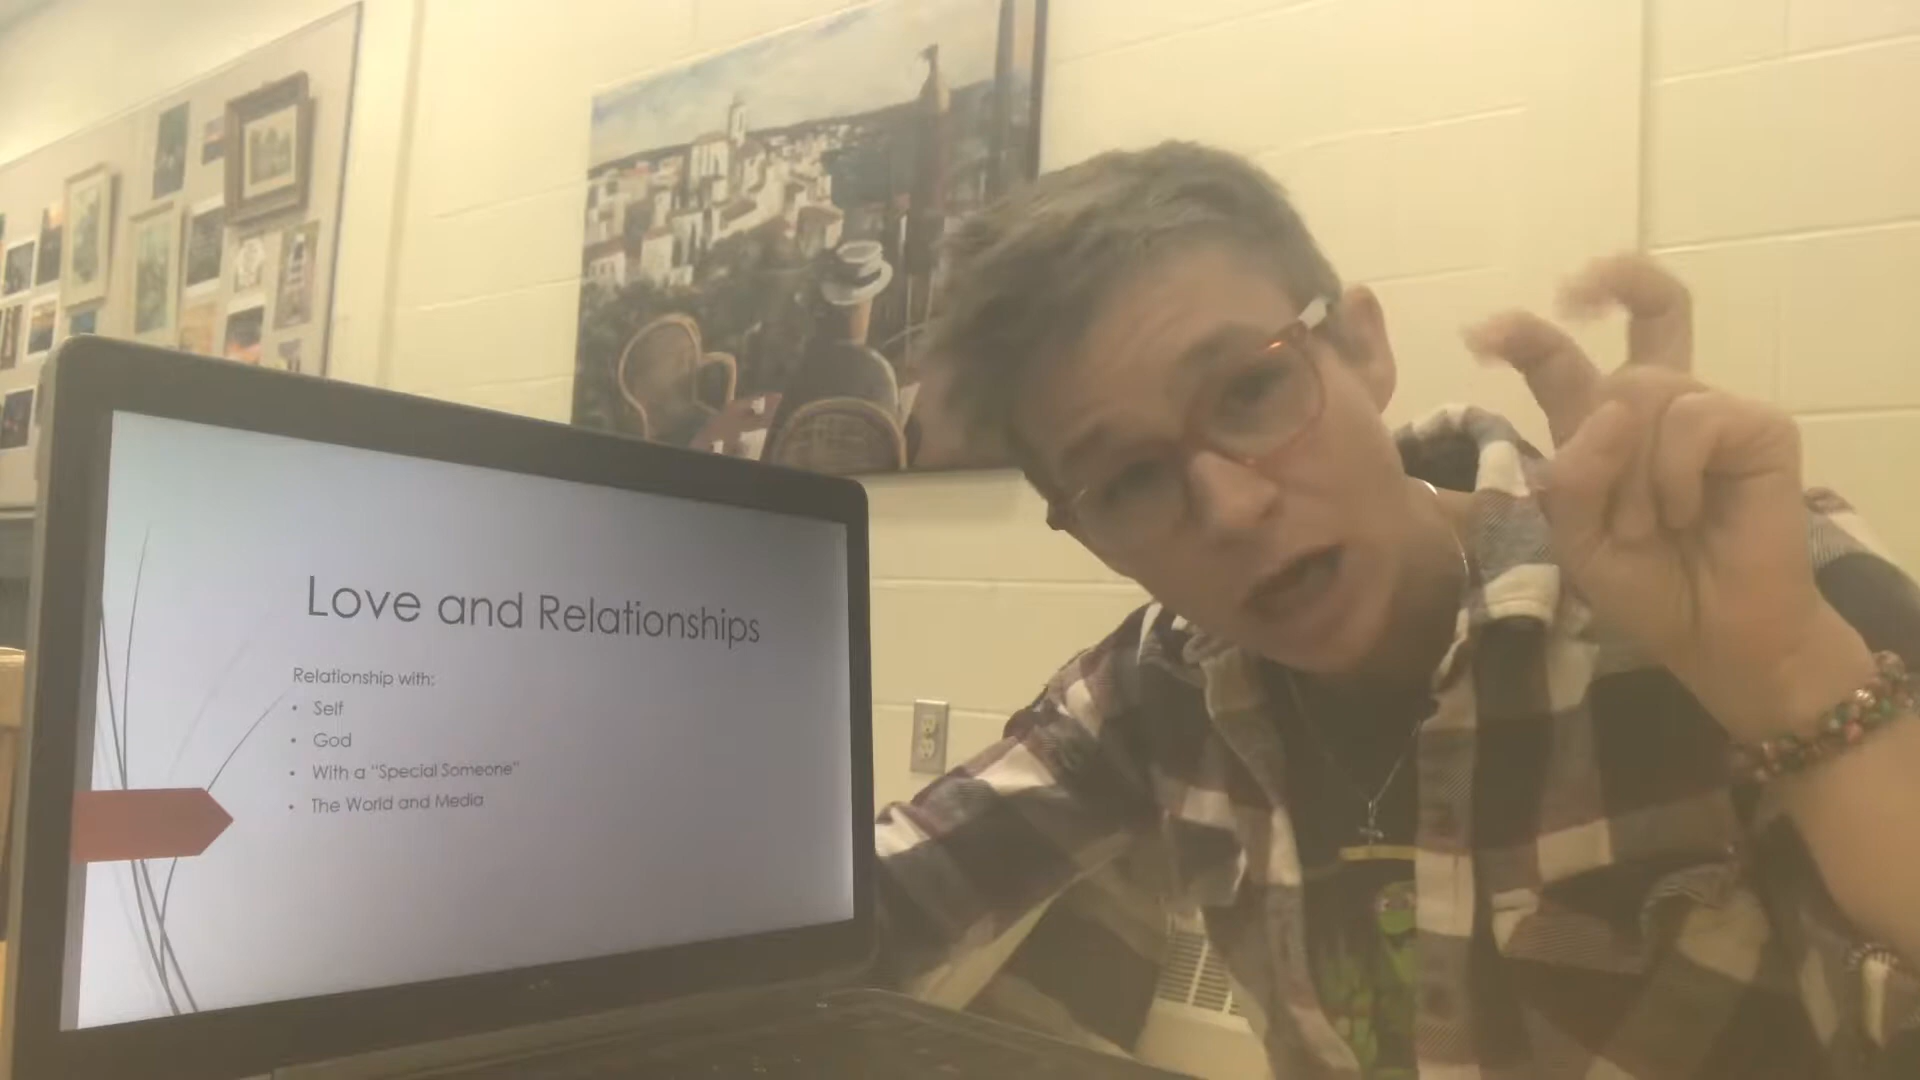 Love and Relationships
Relationship with:
• Self
• God
• With a “Special Someone”
• The World and Media